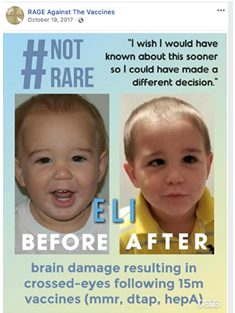 RAGE Against The Vaccines
October 19, 2017 ·
#NOT
RARE
"I wish I would have
known about this sooner
so I could have made a
different decision."
ELI
BEFORE AFTER
brain damage resulting in
crossed-eyes following 15m
vaccines (mmr, dtap, hepA)